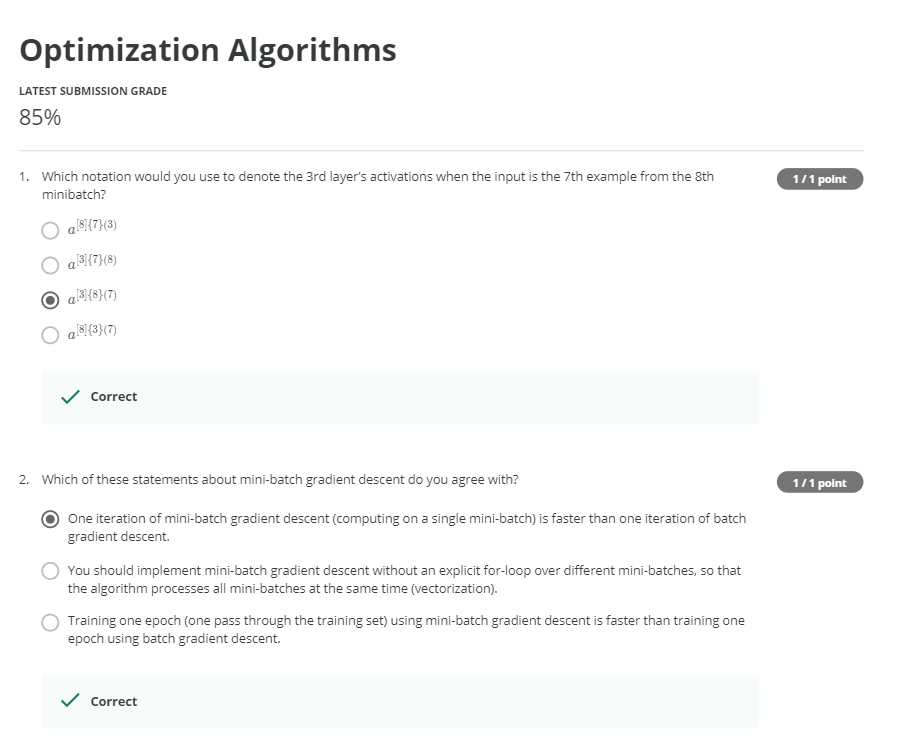 Optimization Algorithms
LATEST SUBMISSION GRADE
85%
1. Which notation would you use to denote the 3rd layer's activations when the input is the 7th example from the 8th
minibatch?
1 / 1 point
a^[8]{7}(3)
a^[3]{7}(8)
a^[3]{8}(7)
a^[8]{3}(7)
Correct
2. Which of these statements about mini-batch gradient descent do you agree with?
1 / 1 point
One iteration of mini-batch gradient descent (computing on a single mini-batch) is faster than one iteration of batch
gradient descent.
You should implement mini-batch gradient descent without an explicit for-loop over different mini-batches, so that
the algorithm processes all mini-batches at the same time (vectorization).
Training one epoch (one pass through the training set) using mini-batch gradient descent is faster than training one
epoch using batch gradient descent.
Correct